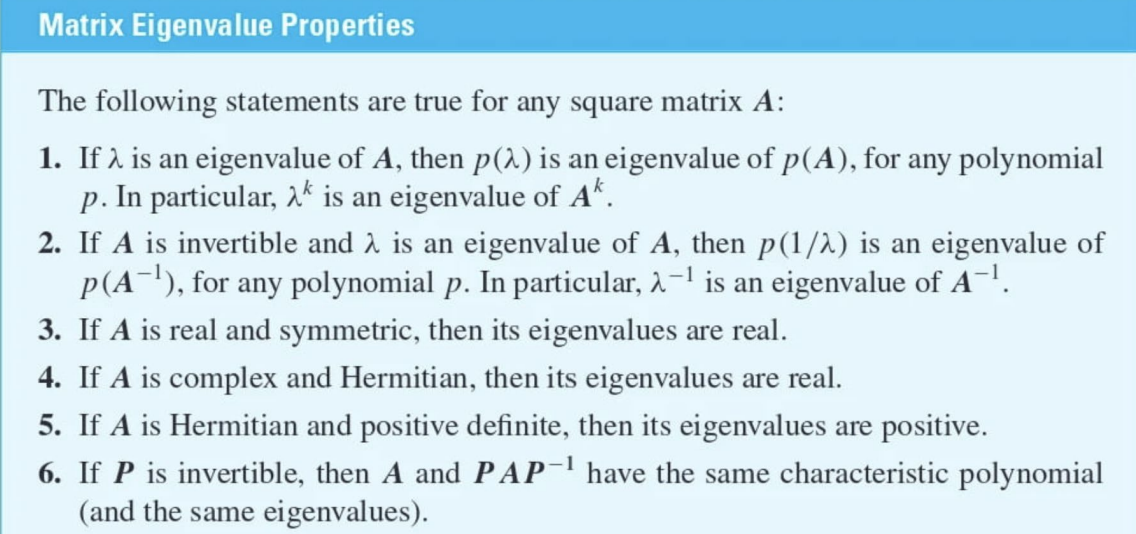 Matrix Eigenvalue Properties
The following statements are true for any square matrix A:
1. If λ is an eigenvalue of A, then p(λ) is an eigenvalue of p(A), for any polynomial
p. In particular, λ^k is an eigenvalue of A^k.
2. If A is invertible and λ is an eigenvalue of A, then p(1/λ) is an eigenvalue of
p(A⁻¹), for any polynomial p. In particular, λ⁻¹ is an eigenvalue of A⁻¹.
3. If A is real and symmetric, then its eigenvalues are real.
4. If A is complex and Hermitian, then its eigenvalues are real.
5. If A is Hermitian and positive definite, then its eigenvalues are positive.
6. If P is invertible, then A and PAP⁻¹ have the same characteristic polynomial
(and the same eigenvalues).